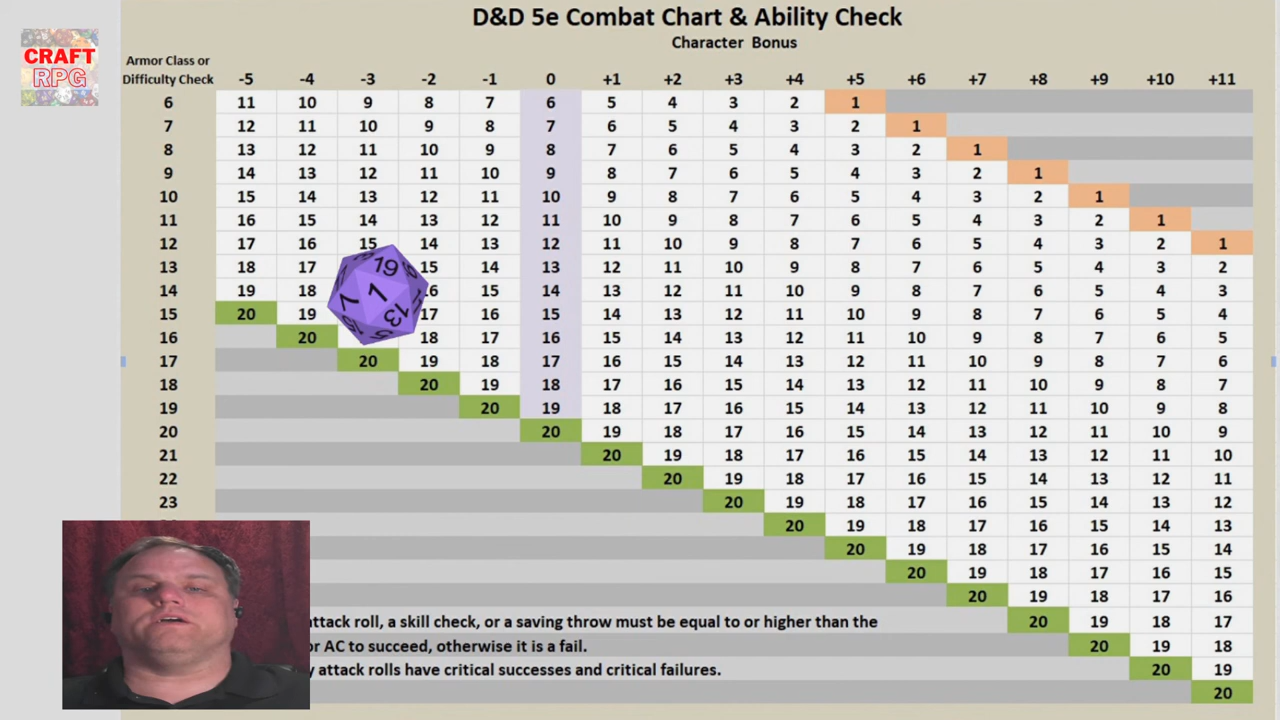 D&D 5e Combat Chart & Ability Check
CRAFT
RPG
Character Bonus
Armor Class or
Difficulty Check -5 -4 -3 -2 -1 0 +1 +2 +3 +4 +5 +6 +7 +8 +9 +10 +11
6 11 10 9 8 7 6 5 4 3 2 1
7 12 11 10 9 8 7 6 5 4 3 2 1
8 13 12 11 10 9 8 7 6 5 4 3 2 1
9 14 13 12 11 10 9 8 7 6 5 4 3 2 1
10 15 14 13 12 11 10 9 8 7 6 5 4 3 2 1
11 16 15 14 13 12 11 10 9 8 7 6 5 4 3 2 1
12 17 16 15 14 13 12 11 10 9 8 7 6 5 4 3 2 1
13 18 17 15 14 13 12 11 10 9 8 7 6 5 4 3 2
14 19 18 16 15 14 13 12 11 10 9 8 7 6 5 4 3
15 20 19 17 16 15 14 13 12 11 10 9 8 7 6 5 4
16 20 18 17 16 15 14 13 12 11 10 9 8 7 6 5
17 20 19 18 17 16 15 14 13 12 11 10 9 8 7 6
18 20 19 18 17 16 15 14 13 12 11 10 9 8 7
19 20 19 18 17 16 15 14 13 12 11 10 9 8
20 20 19 18 17 16 15 14 13 12 11 10 9
21 20 19 18 17 16 15 14 13 12 11 10
22 20 19 18 17 16 15 14 13 12 11
23 20 19 18 17 16 15 14 13 12
20 19 18 17 16 15 14 13
20 19 18 17 16 15 14
20 19 18 17 16 15
20 19 18 17 16
attack roll, a skill check, or a saving throw must be equal to or higher than the 20 19 18 17
or AC to succeed, otherwise it is a fail. 20 19 18
attack rolls have critical successes and critical failures. 20 19
20
19
1
7
13